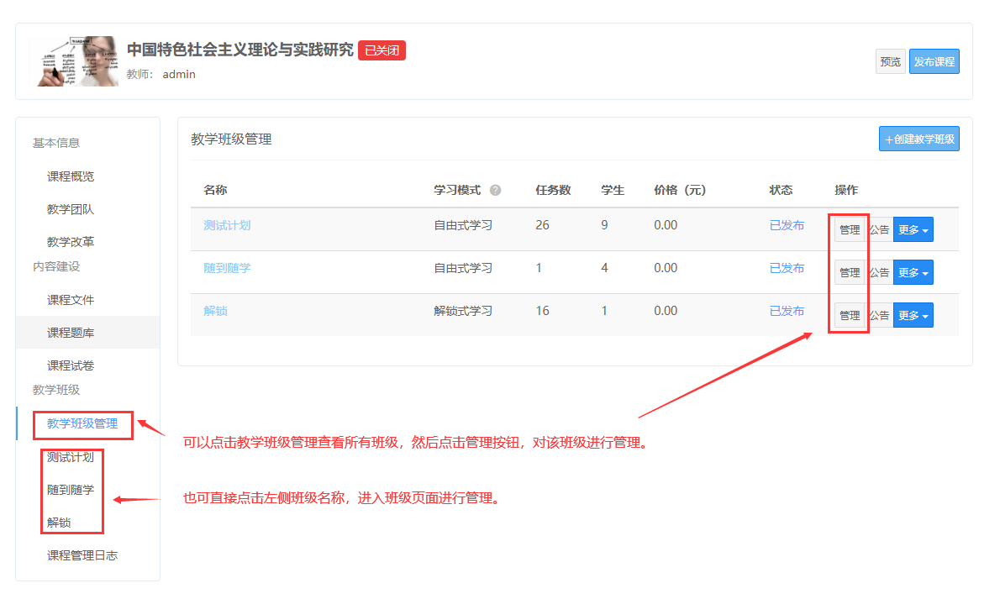 中国特色社会主义理论与实践研究 已关闭
教师： admin
预览 发布课程
基本信息
课程概览
教学团队
教学改革
内容建设
课程文件
课程题库
课程试卷
教学班级
教学班级管理
测试计划
随到随学
解锁
课程管理日志
教学班级管理
+创建教学班级
名称 学习模式 ? 任务数 学生 价格（元） 状态 操作
测试计划 自由式学习 26 9 0.00 已发布 管理 公告 更多
随到随学 自由式学习 1 4 0.00 已发布 管理 公告 更多
解锁 解锁式学习 16 1 0.00 已发布 管理 公告 更多
可以点击教学班级管理查看所有班级，然后点击管理按钮，对该班级进行管理。
也可直接点击左侧班级名称，进入班级页面进行管理。